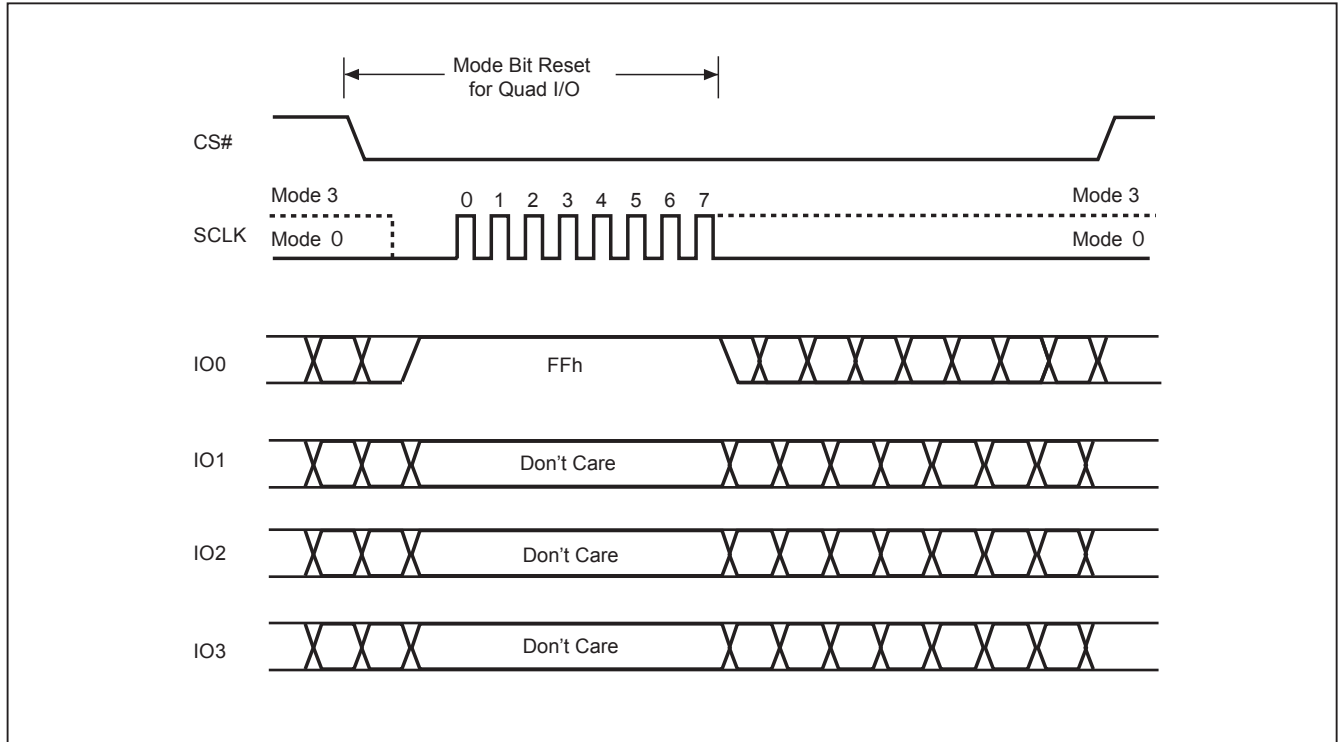 Mode Bit Reset
for Quad I/O
CS#
Mode 3
0 1 2 3 4 5 6 7
Mode 3
SCLK
Mode 0
Mode 0
IO0
FFh
IO1
Don't Care
IO2
Don't Care
IO3
Don't Care